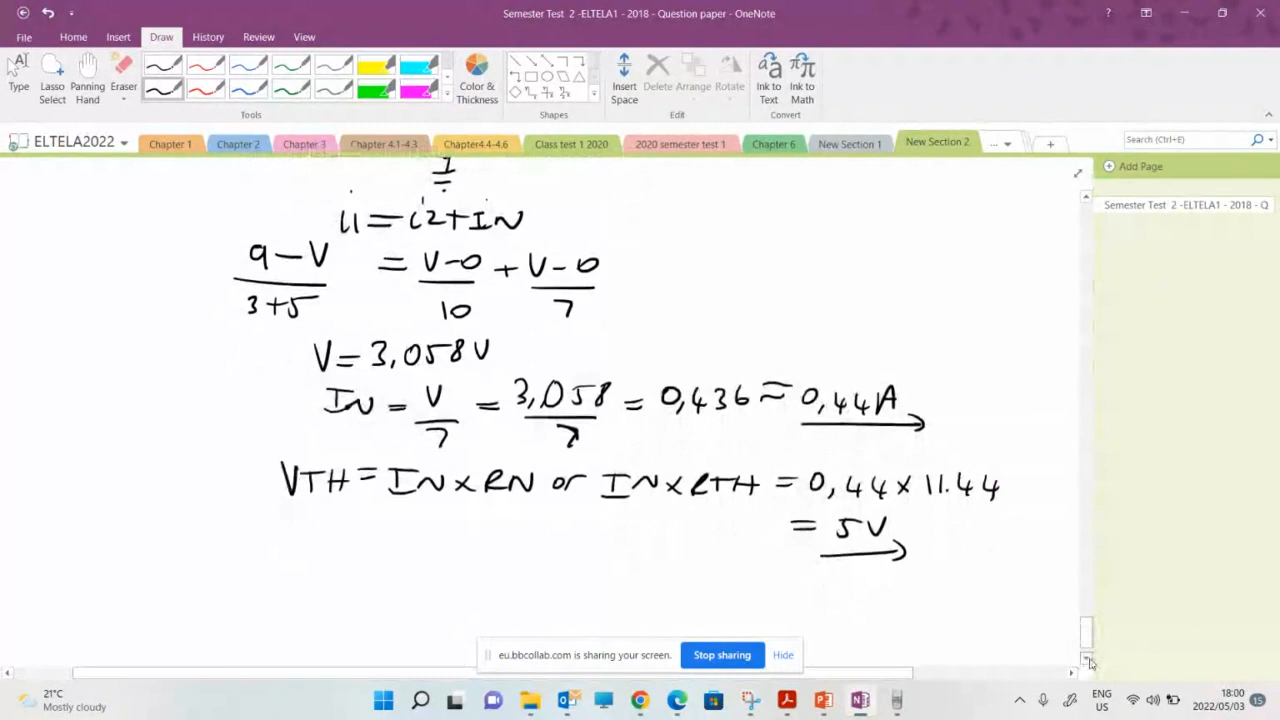 Semester Test 2 -ELTELA1 - 2018 - Question paper - OneNote
File Home Insert Draw History Review View
Type Lasso Select Panning Hand Eraser Color & Thickness Insert Space Delete Arrange Rotate Ink to Text Ink to Math
Tools Shapes Edit Convert
ELTELA2022 Chapter 1 Chapter 2 Chapter 3 Chapter 4.1-4.3 Chapter4.4-4.6 Class test 1 2020 2020 semester test 1 Chapter 6 New Section 1 New Section 2 ... Search (Ctrl+E)
Add Page
Semester Test 2 -ELTELA1 - 2018 - Q
I
i1 = i2 + IN
9-V/3+5 = V-0/10 + V-0/7
V = 3,058V
IN = V/7 = 3,058/7 = 0,436 ≈ 0,44A
VTH = IN x RN or IN x RTH = 0,44 x 11.44
= 5V
eu.bbcollab.com is sharing your screen. Stop sharing Hide
21°C
Mostly cloudy
ENG
US
18:00
2022/05/03
15